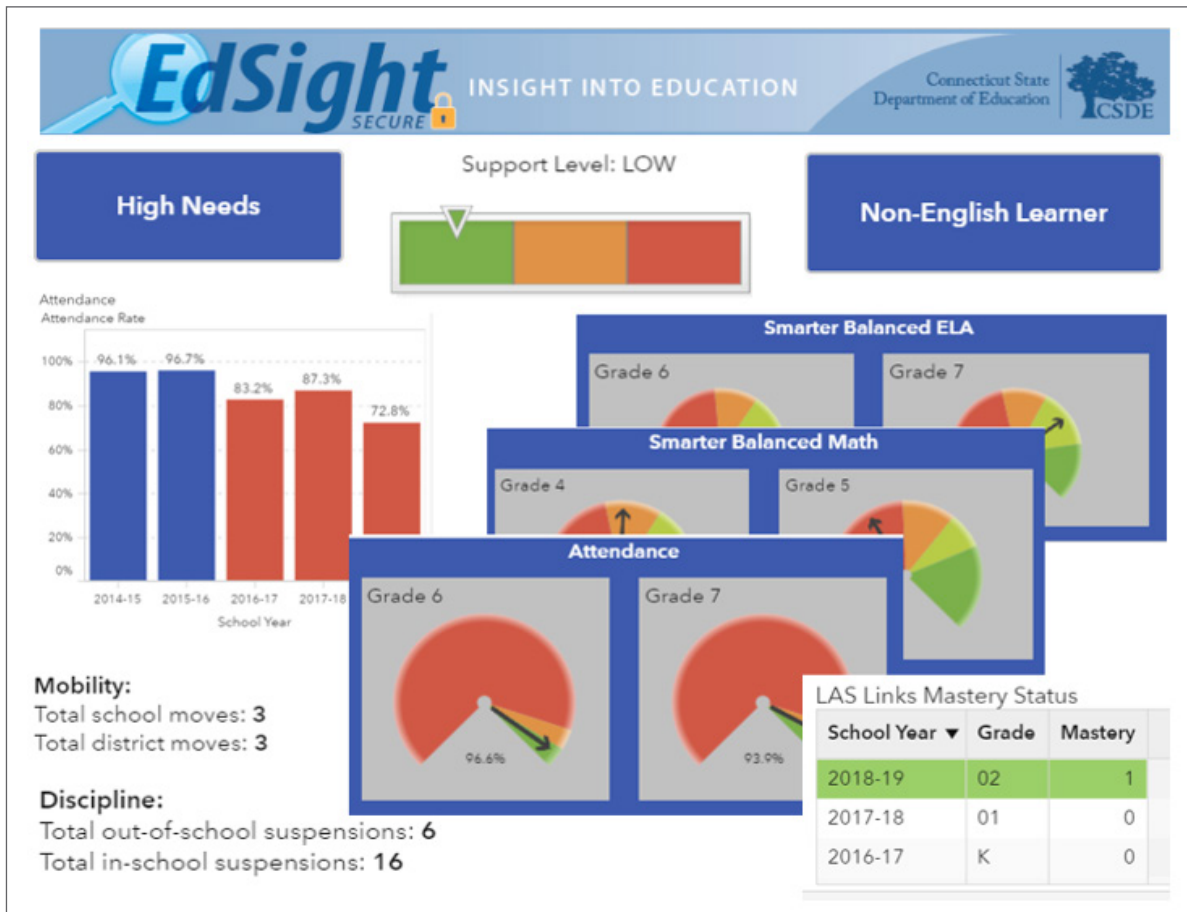 EdSight
SECURE
INSIGHT INTO EDUCATION
Connecticut State
Department of Education
CSDE
High Needs
Support Level: LOW
Non-English Learner
Attendance
Attendance Rate
100%
80%
60%
40%
20%
0%
96.1%
96.7%
83.2%
87.3%
72.8%
2014-15
2015-16
2016-17
2017-18
School Year
Smarter Balanced ELA
Grade 6
Grade 7
Smarter Balanced Math
Grade 4
Grade 5
Attendance
Grade 6
Grade 7
96.6%
93.9%
Mobility:
Total school moves: 3
Total district moves: 3
Discipline:
Total out-of-school suspensions: 6
Total in-school suspensions: 16
LAS Links Mastery Status
School Year ▼ Grade Mastery
2018-19 02 1
2017-18 01 0
2016-17 K 0